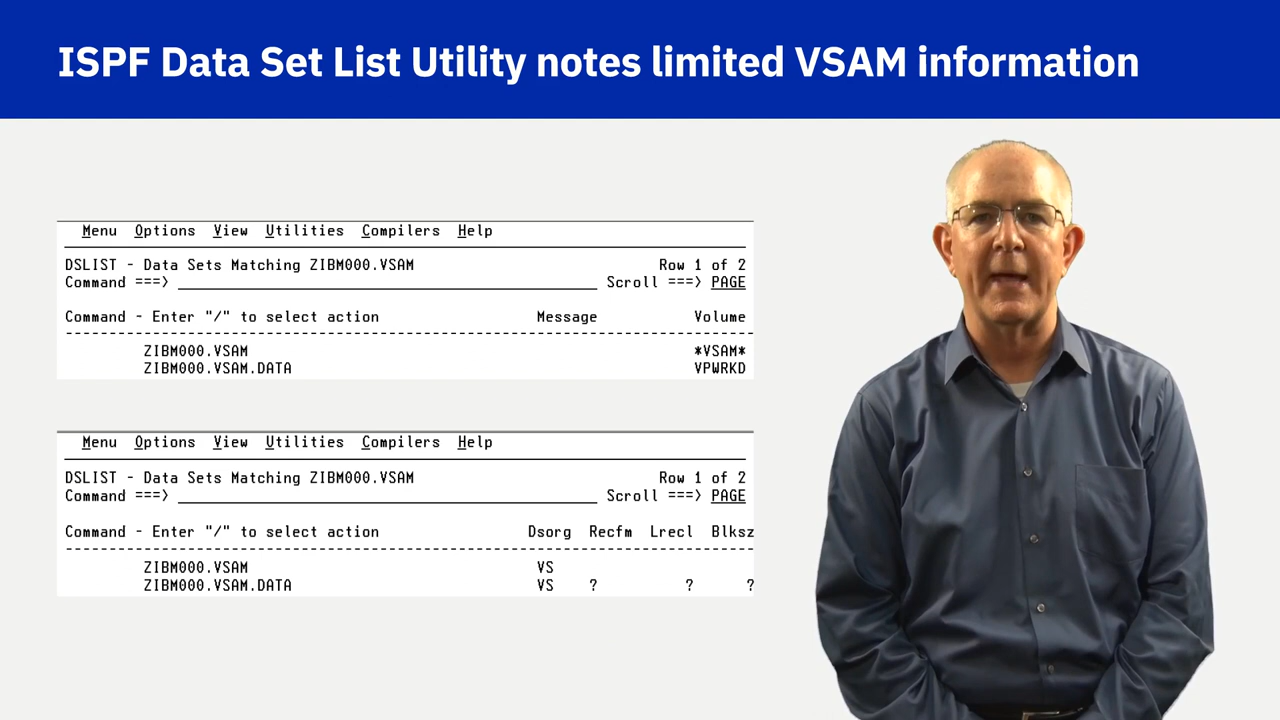 ISPF Data Set List Utility notes limited VSAM information
Menu Options View Utilities Compilers Help
DSLIST - Data Sets Matching ZIBM000.VSAM Row 1 of 2
Command ===> Scroll ===> PAGE
Command - Enter "/" to select action Message Volume
-------------------------------------------------------------------------------
ZIBM000.VSAM *VSAM*
ZIBM000.VSAM.DATA VPWRKD
Menu Options View Utilities Compilers Help
DSLIST - Data Sets Matching ZIBM000.VSAM Row 1 of 2
Command ===> Scroll ===> PAGE
Command - Enter "/" to select action Dsorg Recfm Lrecl Blksz
-------------------------------------------------------------------------------
ZIBM000.VSAM VS
ZIBM000.VSAM.DATA VS ? ? ?